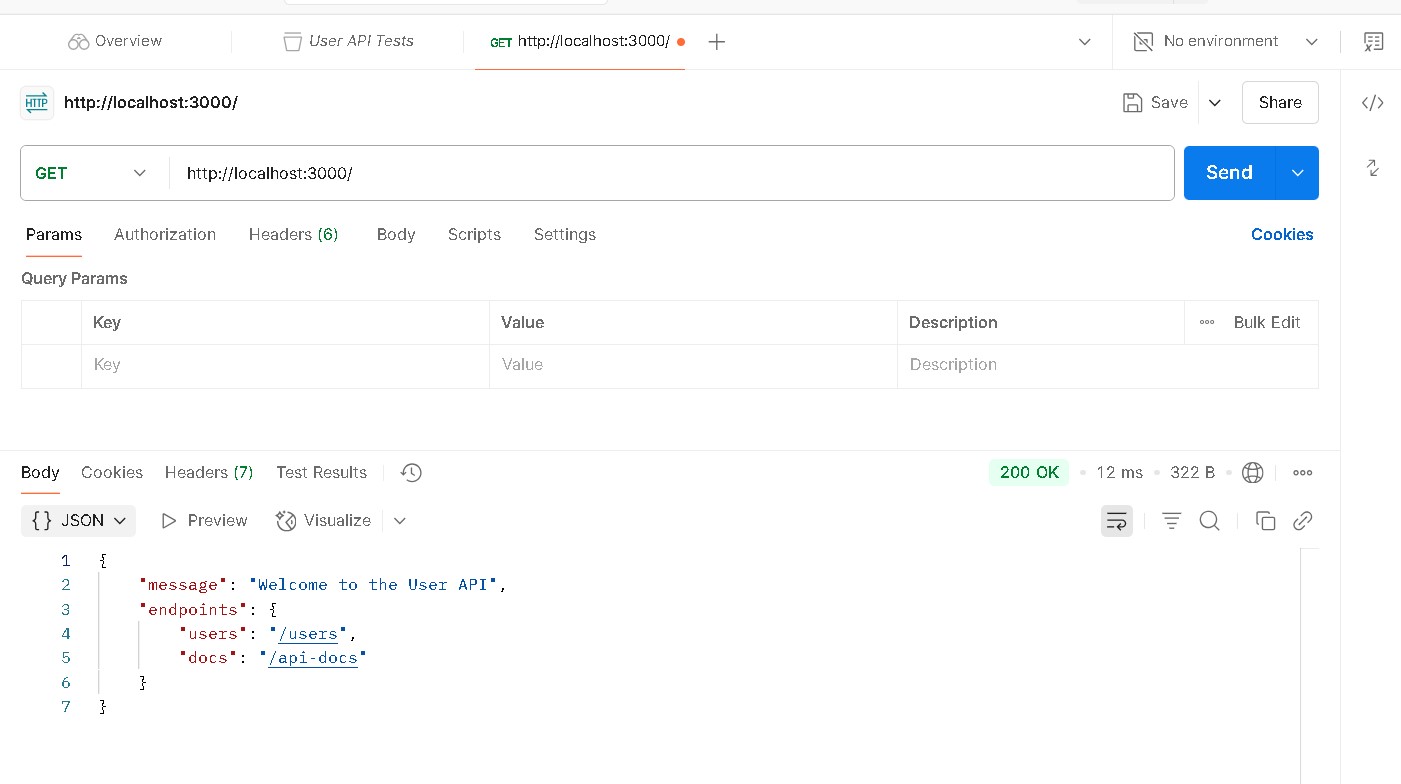 Overview User API Tests GET http://localhost:3000/ No environment
HTTP http://localhost:3000/ Save Share
GET http://localhost:3000/ Send
Params Authorization Headers (6) Body Scripts Settings Cookies
Query Params
Key Value Description Bulk Edit
Key Value Description
Body Cookies Headers (7) Test Results 200 OK 12 ms 322 B
{} JSON Preview Visualize
1 {
2 "message": "Welcome to the User API",
3 "endpoints": {
4 "users": "/users",
5 "docs": "/api-docs"
6 }
7 }